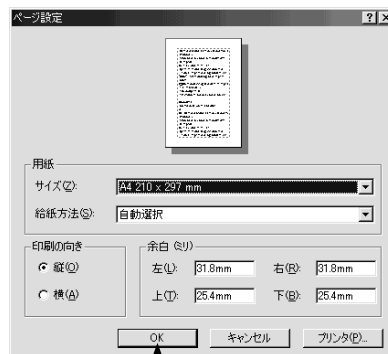 ページ設定
用紙
サイズ(Z): A4 210 x 297 mm
給紙方法(S): 自動選択
印刷の向き
縦(O)
横(A)
余白 (ミリ)
左(L): 31.8mm 右(R): 31.8mm
上(T): 25.4mm 下(B): 25.4mm
OK キャンセル プリンタ(P)...